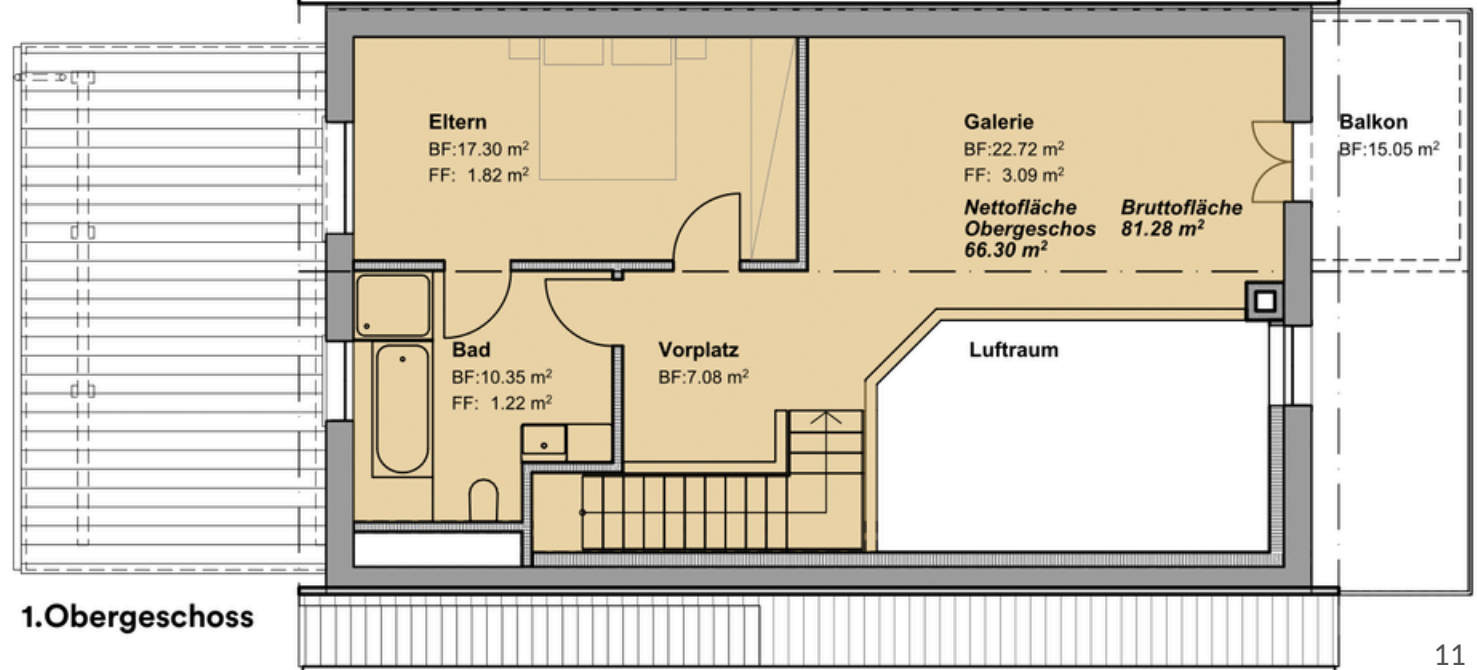 Eltern
BF:17.30 m²
FF: 1.82 m²
Galerie
BF:22.72 m²
FF: 3.09 m²
Nettofläche
Obergeschos
66.30 m²
Bruttofläche
81.28 m²
Balkon
BF:15.05 m²
Bad
BF:10.35 m²
FF: 1.22 m²
Vorplatz
BF:7.08 m²
Luftraum
1.Obergeschoss
11